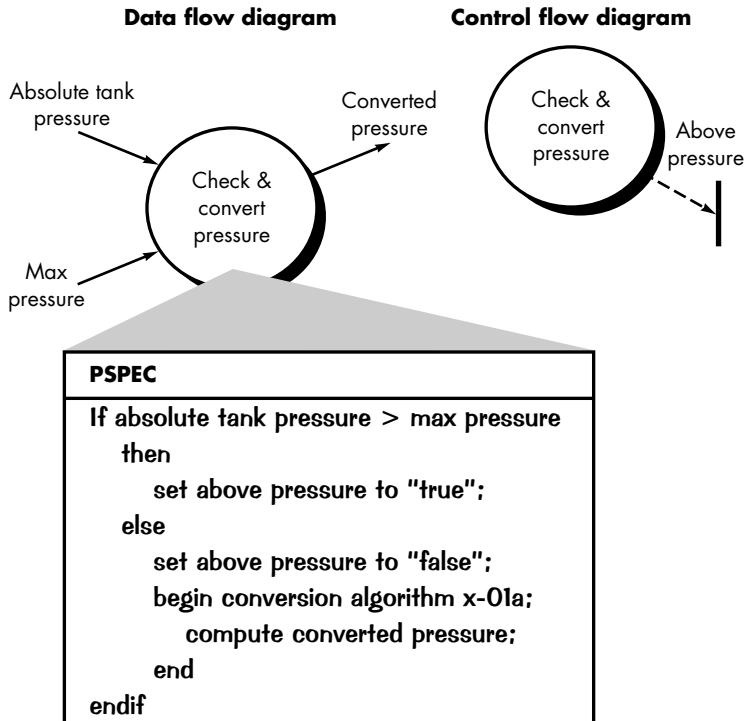 Data flow diagram
Control flow diagram
Absolute tank
pressure
Converted
pressure
Check &
convert
pressure
Max
pressure
Check &
convert
pressure
Above
pressure
PSPEC
If absolute tank pressure > max pressure
then
set above pressure to "true";
else
set above pressure to "false";
begin conversion algorithm x-01a;
compute converted pressure;
end
endif